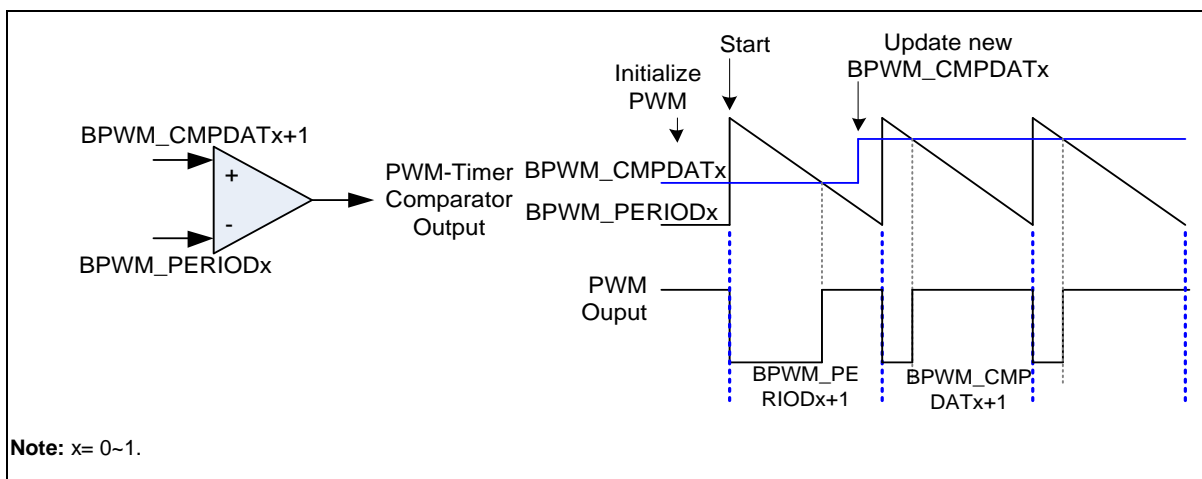 BPWM_CMPDATx+1
+
-
BPWM_PERIODx
PWM-Timer
Comparator
Output
Start
Initialize
PWM
Update new
BPWM_CMPDATx
BPWM_CMPDATx
BPWM_PERIODx
PWM
Ouput
BPWM_PE
RIODx+1
BPWM_CMP
DATx+1
Note: x= 0~1.